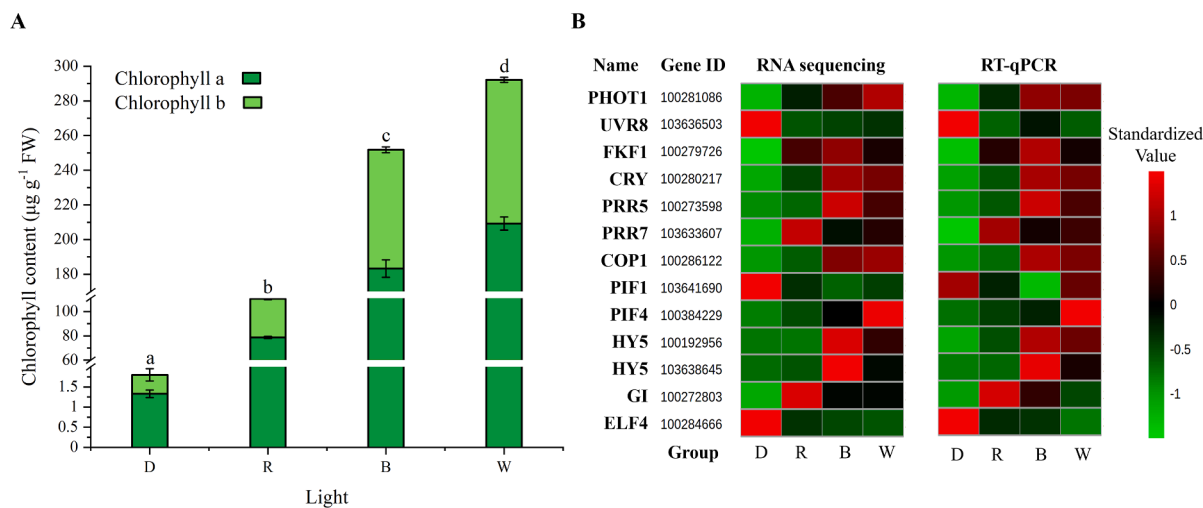 A
Chlorophyll a
Chlorophyll b
Chlorophyll content (µg g-1 FW)
300
280
260
240
220
200
180
100
80
60
1.5
1
0.5
0
a
b
c
d
D R B W
Light
B
Name Gene ID RNA sequencing RT-qPCR
PHOT1 100281086
UVR8 103636503
FKF1 100279726
CRY 100280217
PRR5 100273598
PRR7 103633607
COP1 100286122
PIF1 103641690
PIF4 100384229
HY5 100192956
HY5 103638645
GI 100272803
ELF4 100284666
Group D R B W D R B W
Standardized
Value
1
0.5
0
-0.5
-1